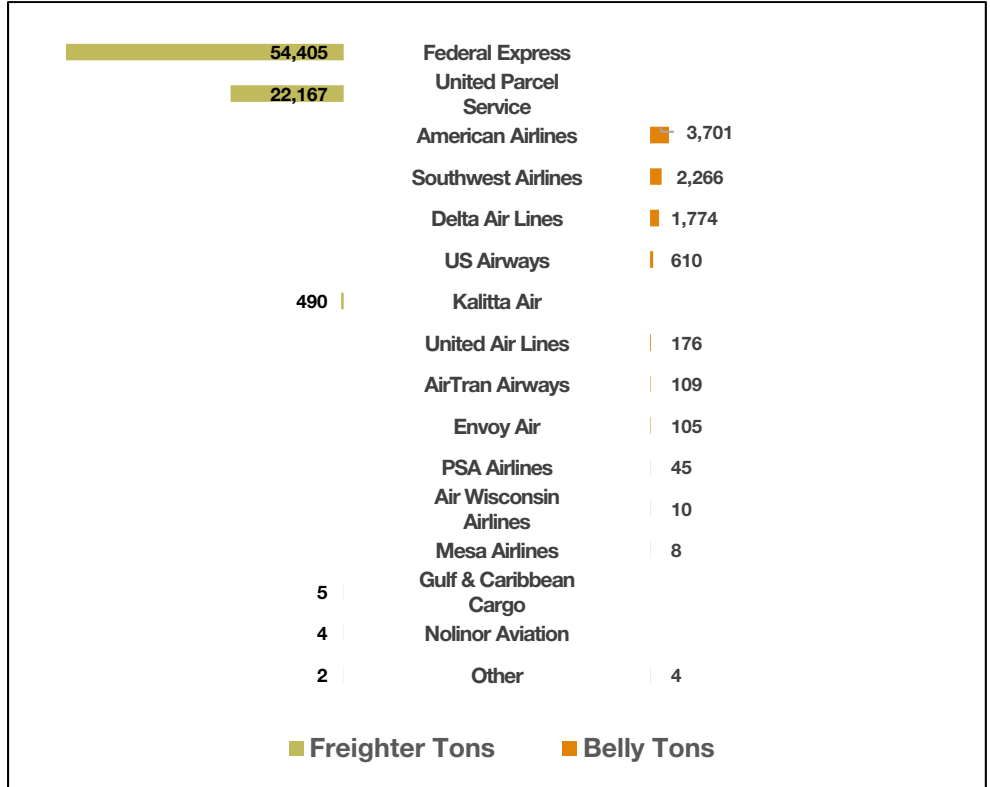 54,405 Federal Express
22,167 United Parcel
Service
American Airlines 3,701
Southwest Airlines 2,266
Delta Air Lines 1,774
US Airways 610
490 Kalitta Air
United Air Lines 176
AirTran Airways 109
Envoy Air 105
PSA Airlines 45
Air Wisconsin
Airlines 10
Mesa Airlines 8
5 Gulf & Caribbean
Cargo
4 Nolinor Aviation
2 Other 4
Freighter Tons Belly Tons